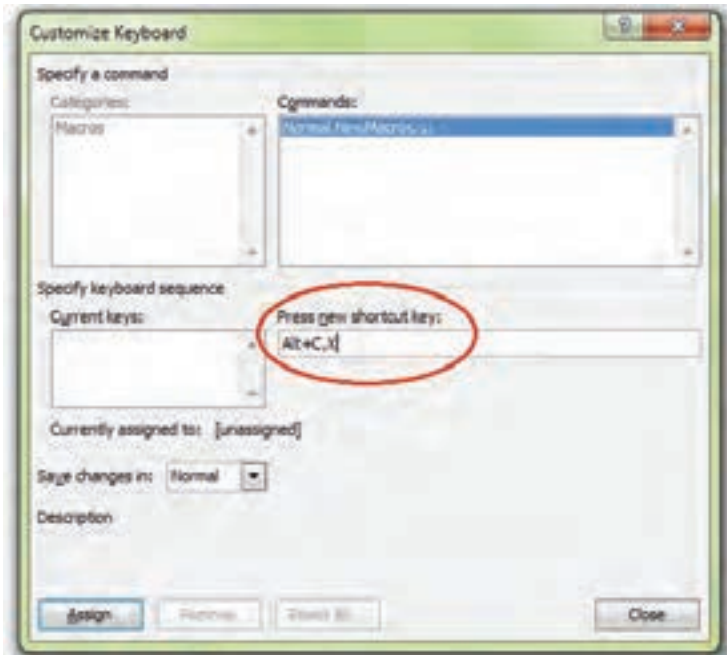 Customize Keyboard
Specify a command
Categories:
Commands:
Macros
Normal.NewMacros.
Specify keyboard sequence
Current keys:
Press new shortcut key:
Alt+C,X
Currently assigned to: [unassigned]
Save changes in: Normal
Description
Assign
Remove
Reset All...
Close